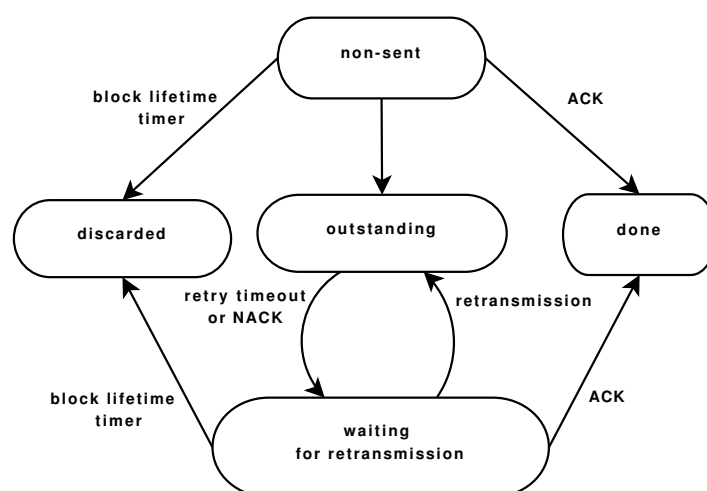 non-sent
block lifetime
timer
ACK
discarded
outstanding
done
retry timeout
or NACK
retransmission
block lifetime
timer
ACK
waiting
for retransmission